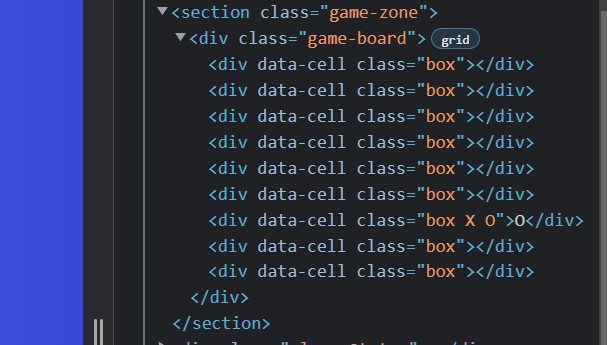 <section class="game-zone">
<div class="game-board"> grid
<div data-cell class="box"></div>
<div data-cell class="box"></div>
<div data-cell class="box"></div>
<div data-cell class="box"></div>
<div data-cell class="box"></div>
<div data-cell class="box"></div>
<div data-cell class="box X O">O</div>
<div data-cell class="box"></div>
<div data-cell class="box"></div>
</div>
</section>